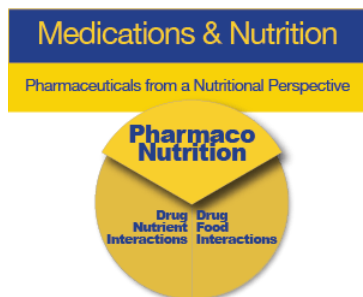 Medications & Nutrition
Pharmaceuticals from a Nutritional Perspective
Pharmaco
Nutrition
Drug
Nutrient
Interactions
Drug
Food
Interactions